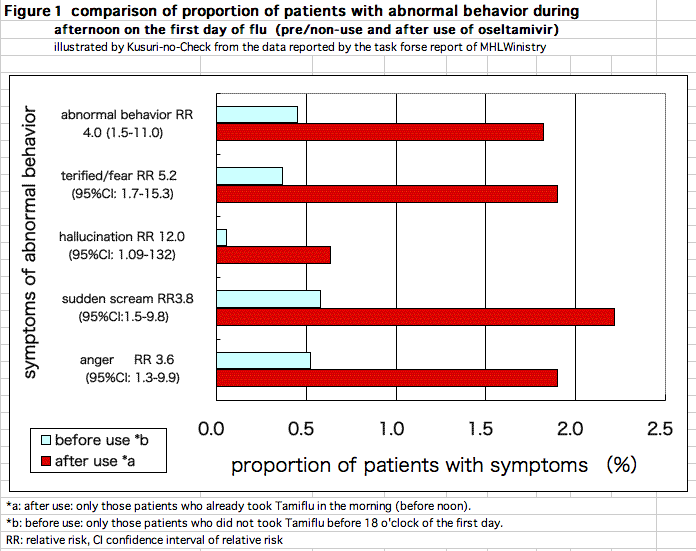 Figure 1 comparison of proportion of patients with abnormal behavior during
afternoon on the first day of flu (pre/non-use and after use of oseltamivir)
illustrated by Kusuri-no-Check from the data reported by the task forse report of MHLWinistry
symptoms of abnormal behavior
abnormal behavior RR
4.0 (1.5-11.0)
terified/fear RR 5.2
(95%CI: 1.7-15.3)
hallucination RR 12.0
(95%CI: 1.09-132)
sudden scream RR3.8
(95%CI:1.5-9.8)
anger RR 3.6
(95%CI: 1.3-9.9)
0.0 0.5 1.0 1.5 2.0 2.5
before use *b
after use *a
proportion of patients with symptoms (%)
*a: after use: only those patients who already took Tamiflu in the morning (before noon).
*b: before use: only those patients who did not took Tamiflu before 18 o'clock of the first day.
RR: relative risk, CI confidence interval of relative risk